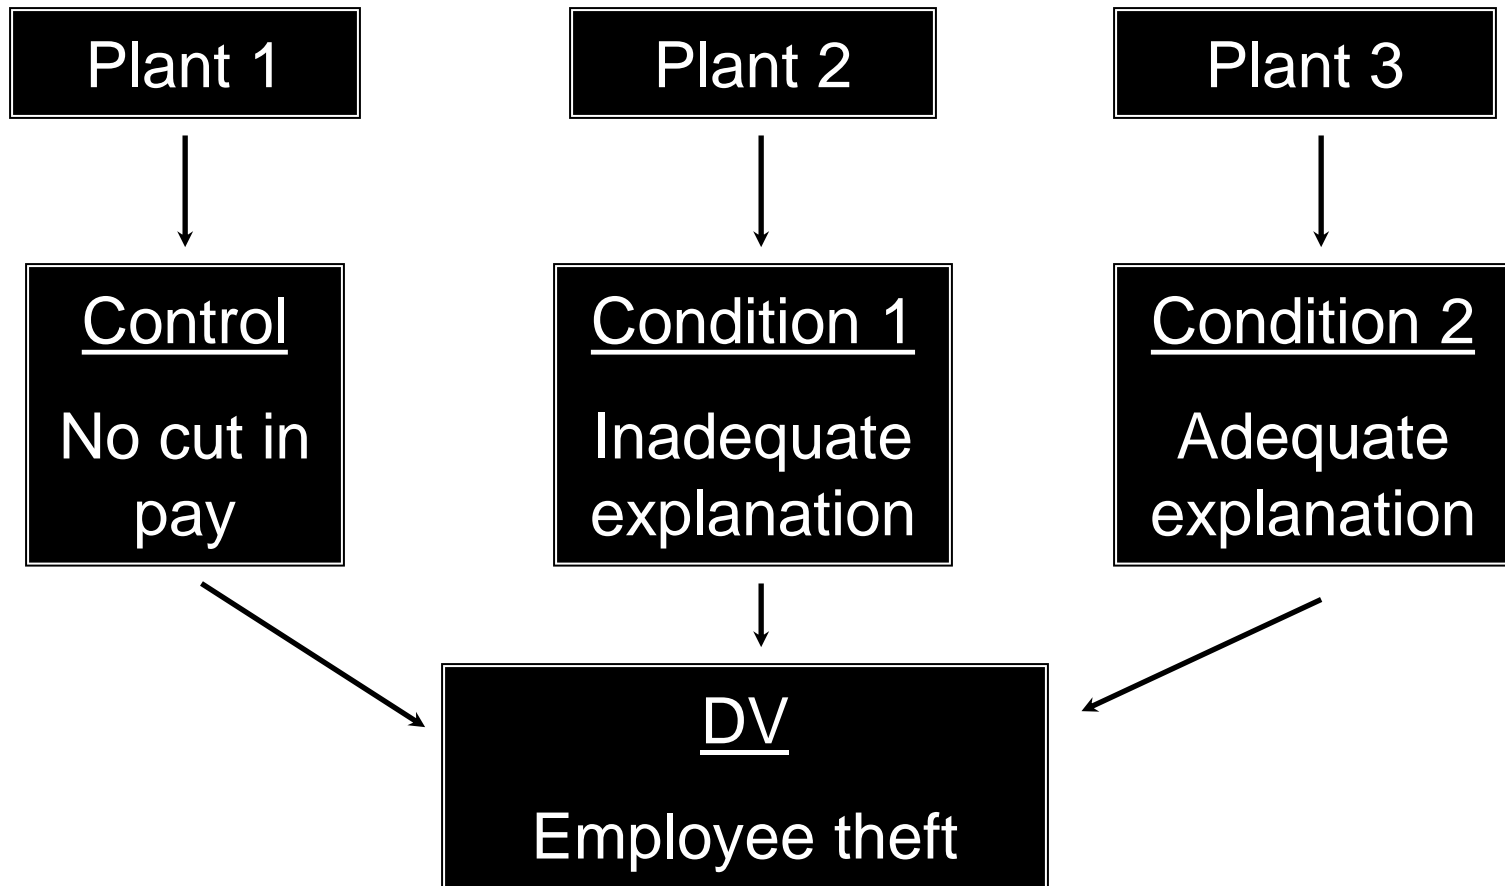 Plant 1
Plant 2
Plant 3
Control
No cut in
pay
Condition 1
Inadequate
explanation
Condition 2
Adequate
explanation
DV
Employee theft